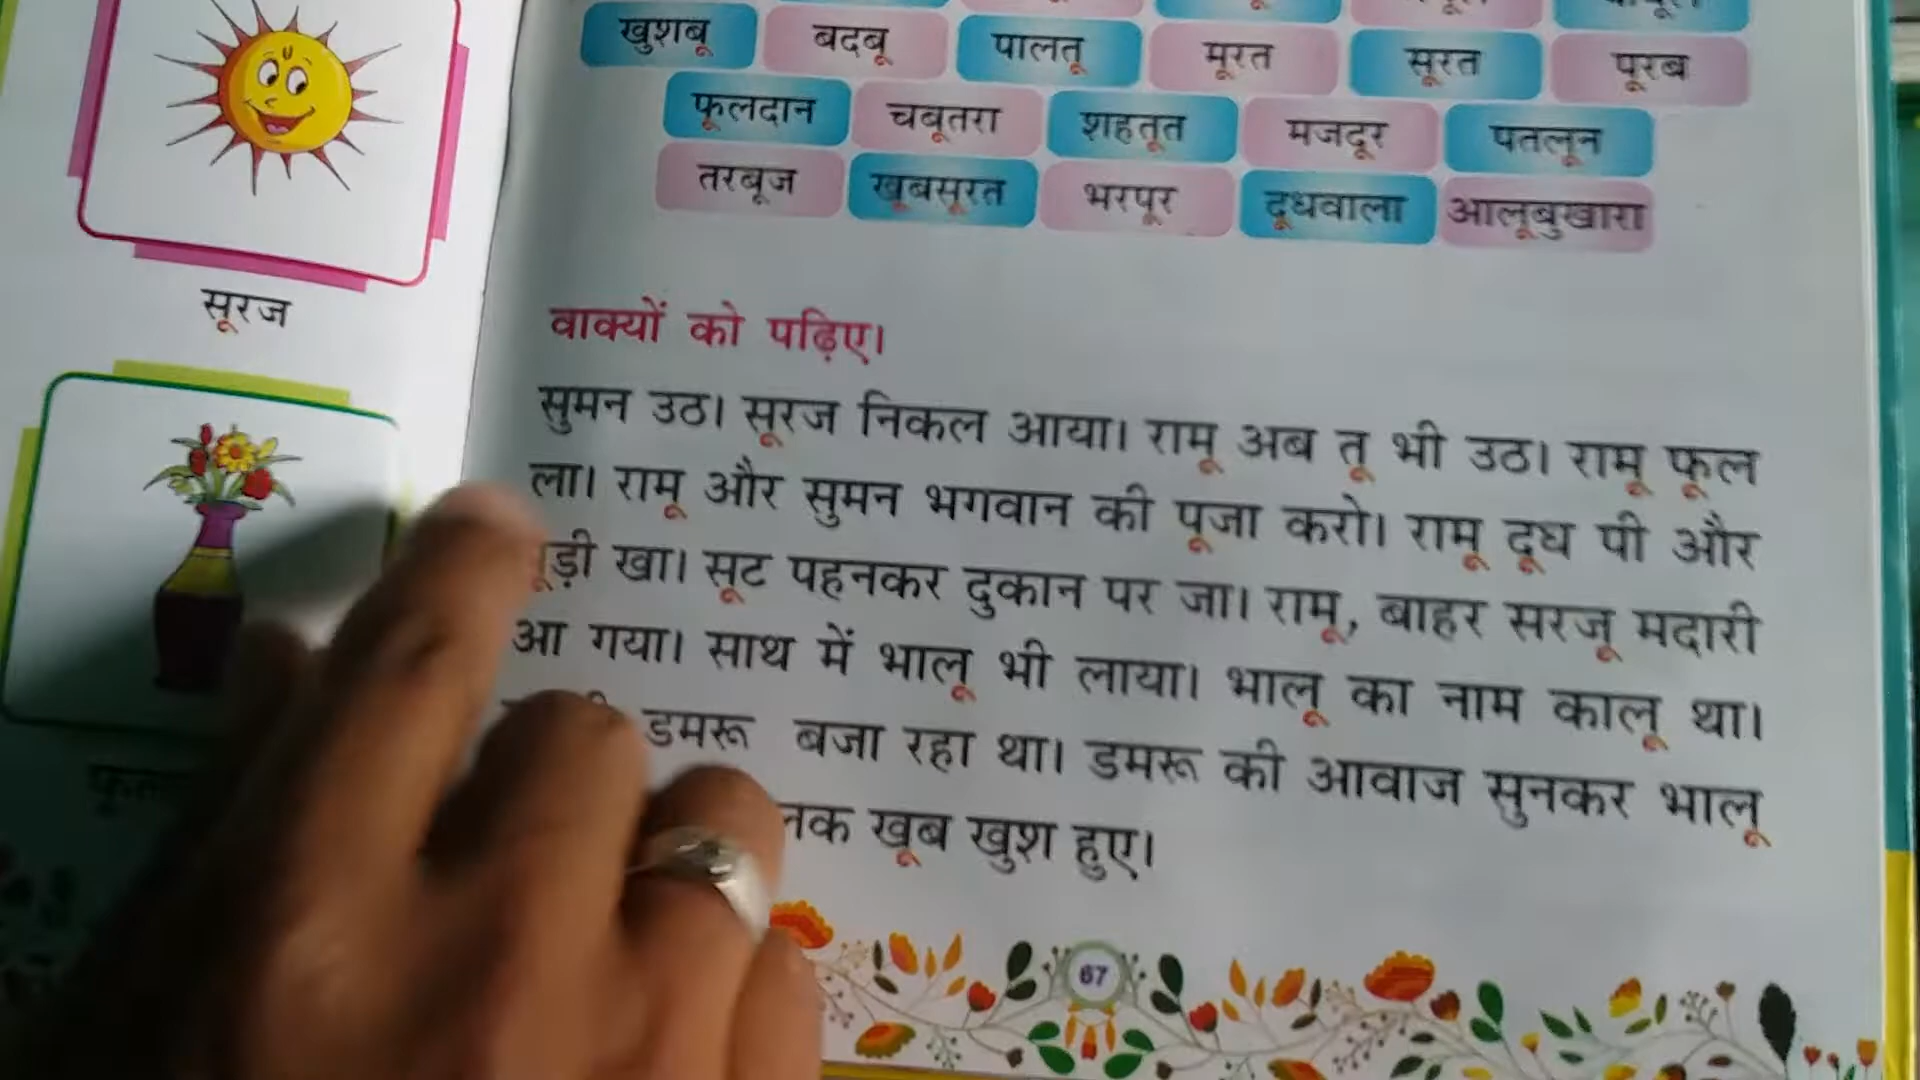 खुशबू बदबू पालतू मूरत सूरत पूरब
फूलदान चबूतरा शहतूत मजदूर पतलून
तरबूज खूबसूरत भरपूर दूधवाला आलूबुखारा
सूरज
वाक्यों को पढ़िए।
सुमन उठ। सूरज निकल आया। रामू अब तू भी उठ। रामू फूल
ला। रामू और सुमन भगवान की पूजा करो। रामू दूध पी और
खा। सूट पहनकर दुकान पर जा। रामू, बाहर सरजू मदारी
आ गया। साथ में भालू भी लाया। भालू का नाम कालू था।
डमरू बजा रहा था। डमरू की आवाज सुनकर भालू
खूब खुश हुए।
67